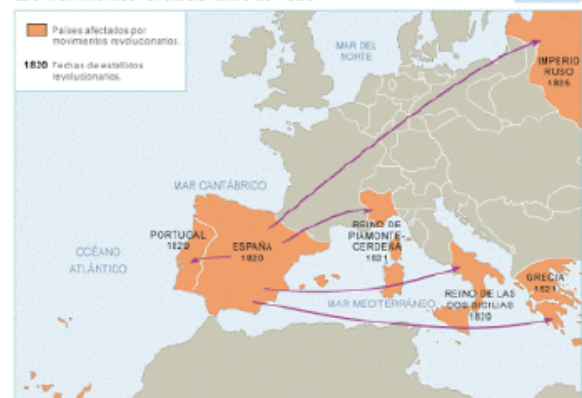 Países afectados por
movimientos revolucionarios.
1820 Fechas de estallidos
revolucionarios.
MAR DEL
NORTE
IMPERIO
RUSO
1825
MAR CANTÁBRICO
PORTUGAL
1820
ESPAÑA
1820
REINO DE
PIAMONTE-
CERDEÑA
1821
OCÉANO
ATLÁNTICO
GRECIA
1821
MAR MEDITERRÁNEO
REINO DE LAS
DOS SICILIAS
1820